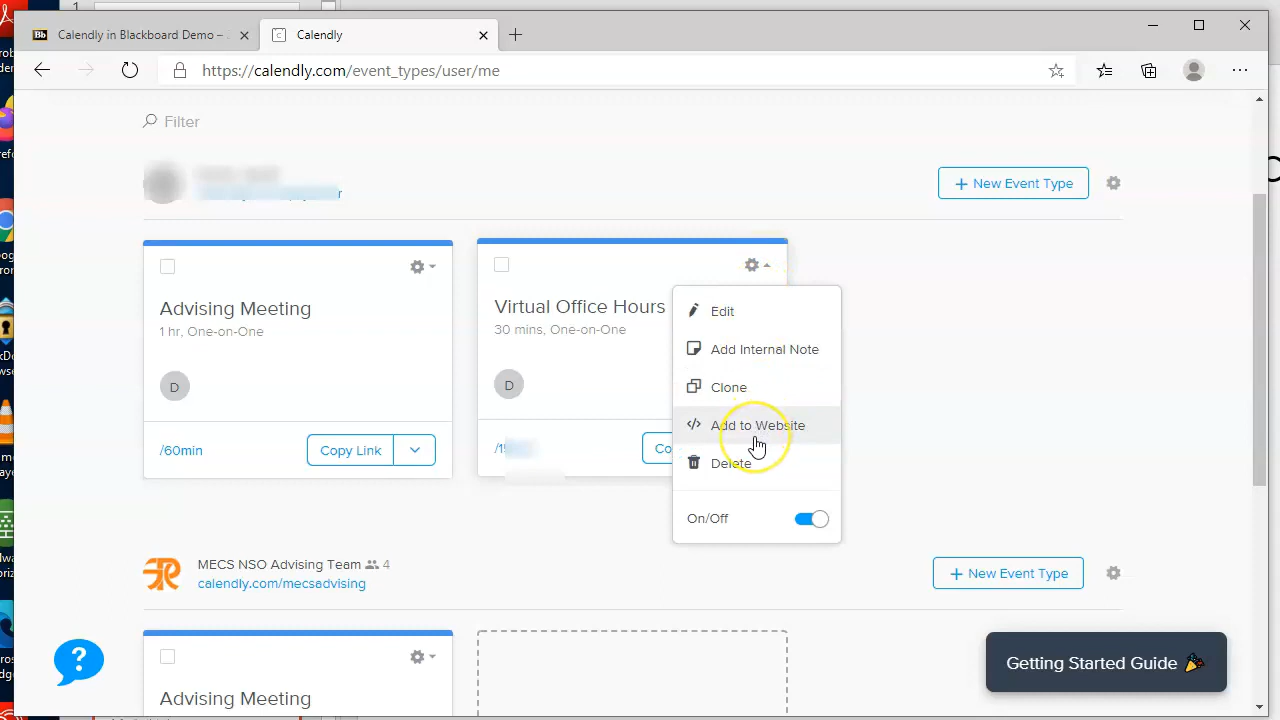 Calendly in Blackboard Demo –
Calendly
https://calendly.com/event_types/user/me
Filter
+ New Event Type
Advising Meeting
1 hr, One-on-One
D
/60min
Copy Link
Virtual Office Hours
30 mins, One-on-One
D
Edit
Add Internal Note
Clone
</> Add to Website
Delete
On/Off
MECS NSO Advising Team 4
calendly.com/mecsadvising
+ New Event Type
Advising Meeting
?
Getting Started Guide